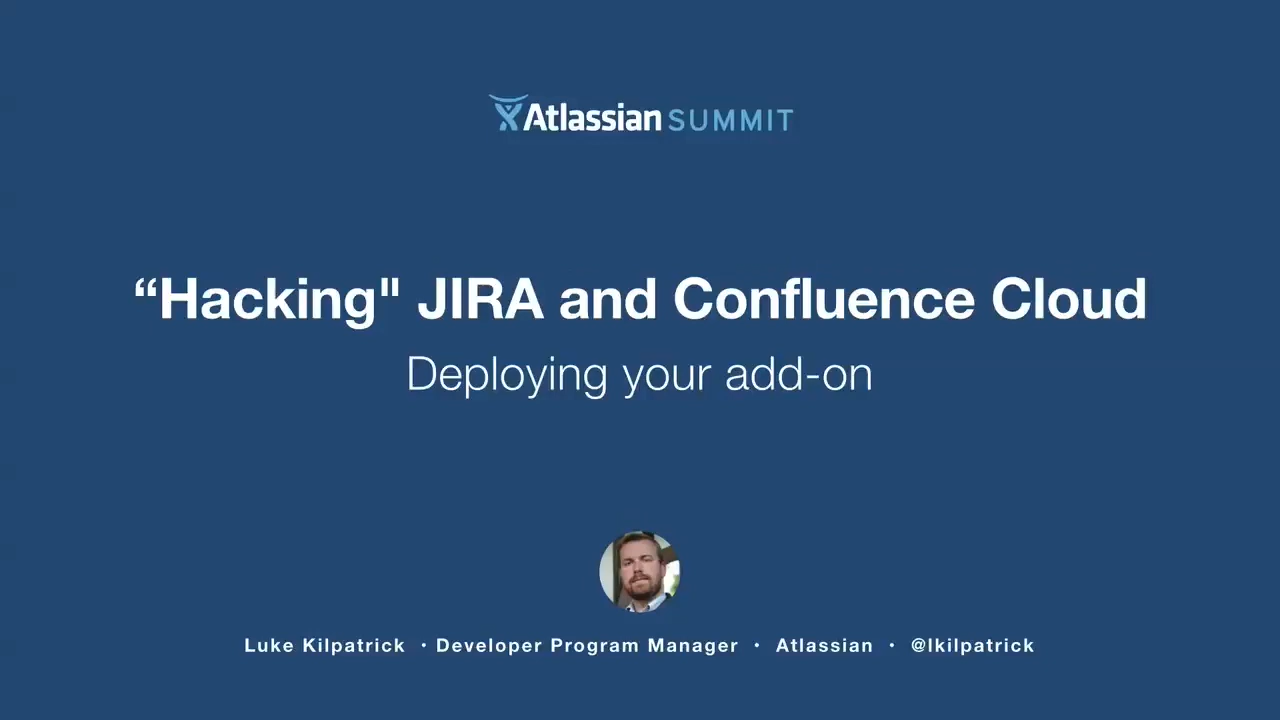 Atlassian SUMMIT
“Hacking" JIRA and Confluence Cloud
Deploying your add-on
Luke Kilpatrick • Developer Program Manager • Atlassian • @lkilpatrick